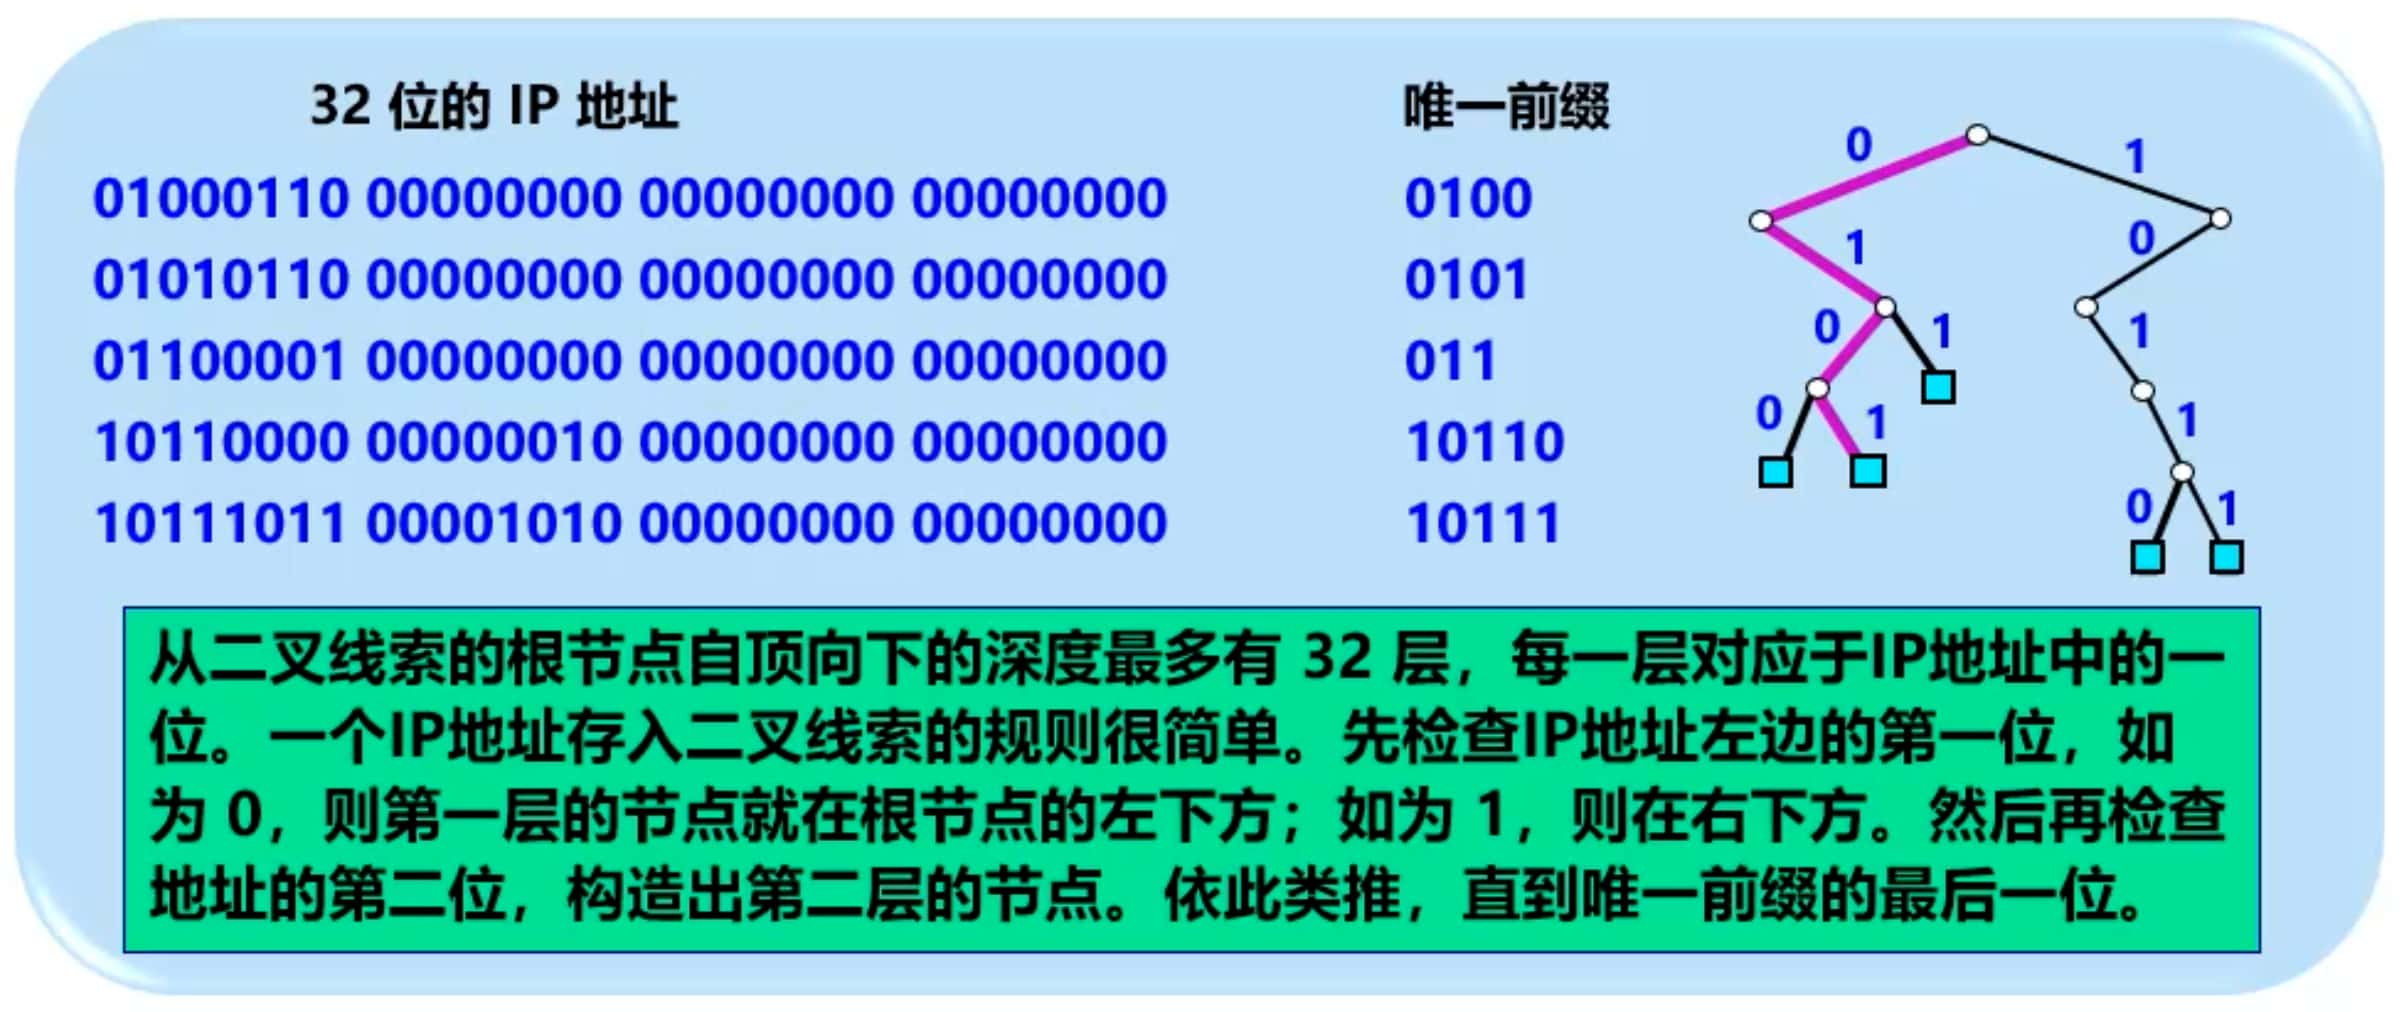 32 位的 IP 地址 唯一前缀
01000110 00000000 00000000 00000000 0100
01010110 00000000 00000000 00000000 0101
01100001 00000000 00000000 00000000 011
10110000 00000010 00000000 00000000 10110
10111011 00001010 00000000 00000000 10111
0 1
1 0
0 1 1
0 1 1
0 1
从二叉线索的根节点自顶向下的深度最多有 32 层，每一层对应于IP地址中的一
位。一个IP地址存入二叉线索的规则很简单。先检查IP地址左边的第一位，如
为 0，则第一层的节点就在根节点的左下方；如为 1，则在右下方。然后再检查
地址的第二位，构造出第二层的节点。依此类推，直到唯一前缀的最后一位。